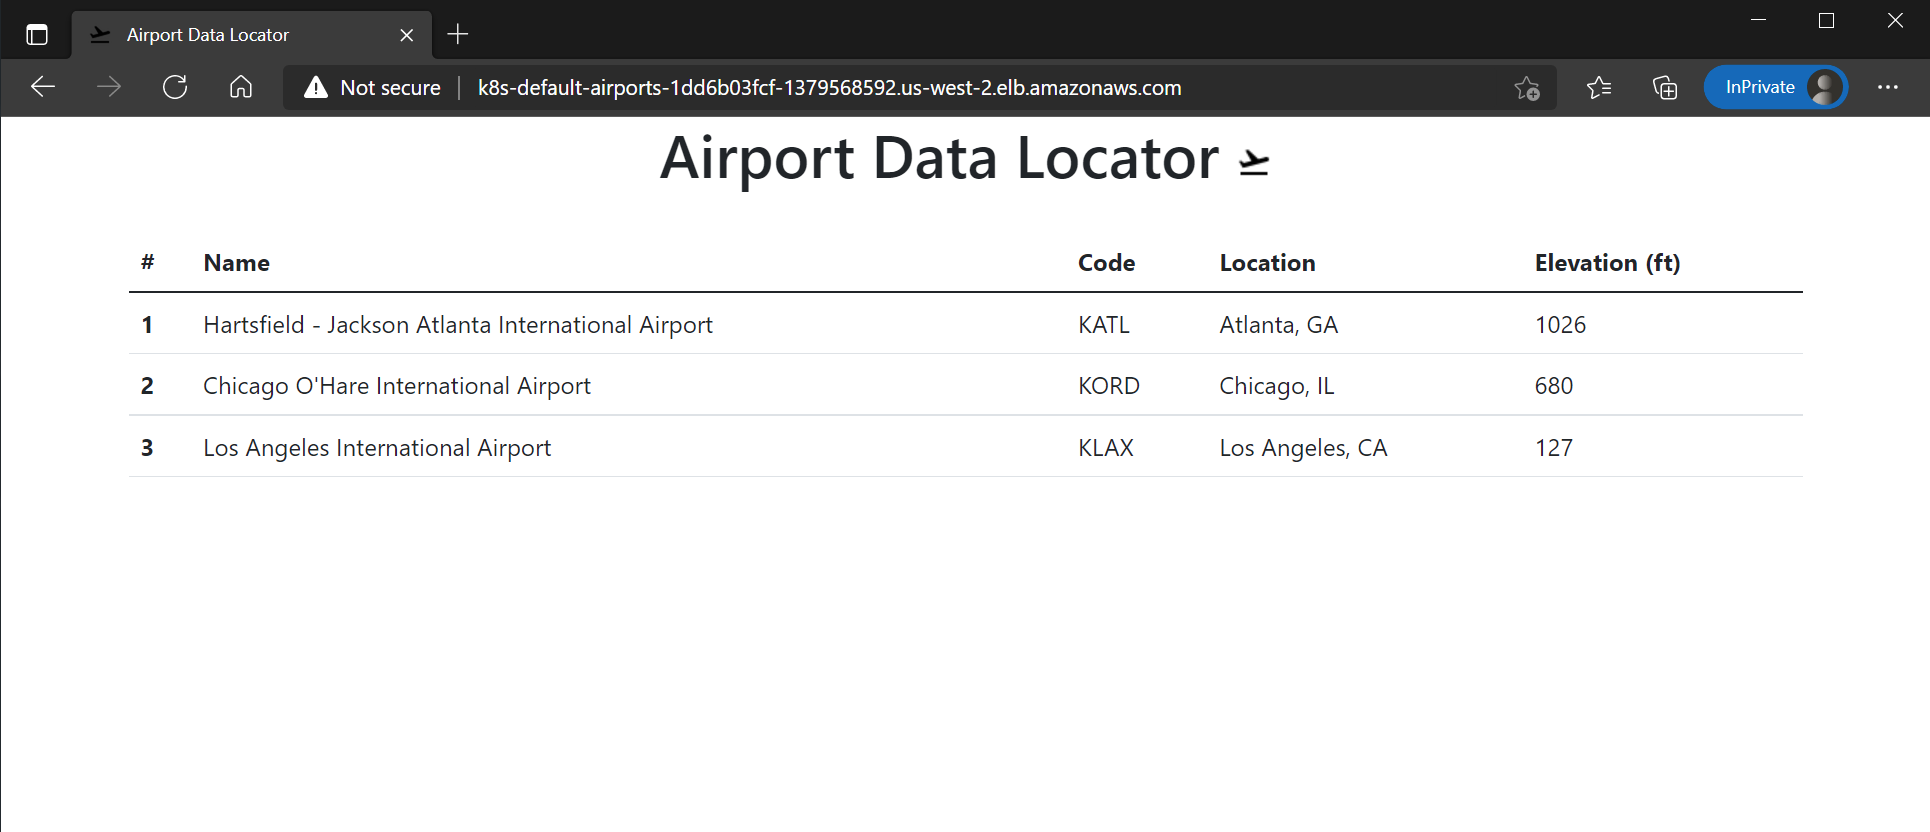 Airport Data Locator
Not secure k8s-default-airports-1dd6b03fcf-1379568592.us-west-2.elb.amazonaws.com InPrivate
Airport Data Locator
# Name Code Location Elevation (ft)
1 Hartsfield - Jackson Atlanta International Airport KATL Atlanta, GA 1026
2 Chicago O'Hare International Airport KORD Chicago, IL 680
3 Los Angeles International Airport KLAX Los Angeles, CA 127